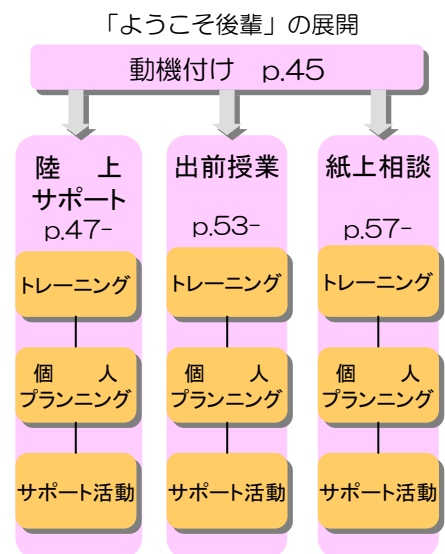 「ようこそ後輩」の展開
動機付け p.45
陸 上
サポート
p.47-
トレーニング
個 人
プランニング
サポート活動
出前授業
p.53-
トレーニング
個 人
プランニング
サポート活動
紙上相談
p.57-
トレーニング
個 人
プランニング
サポート活動